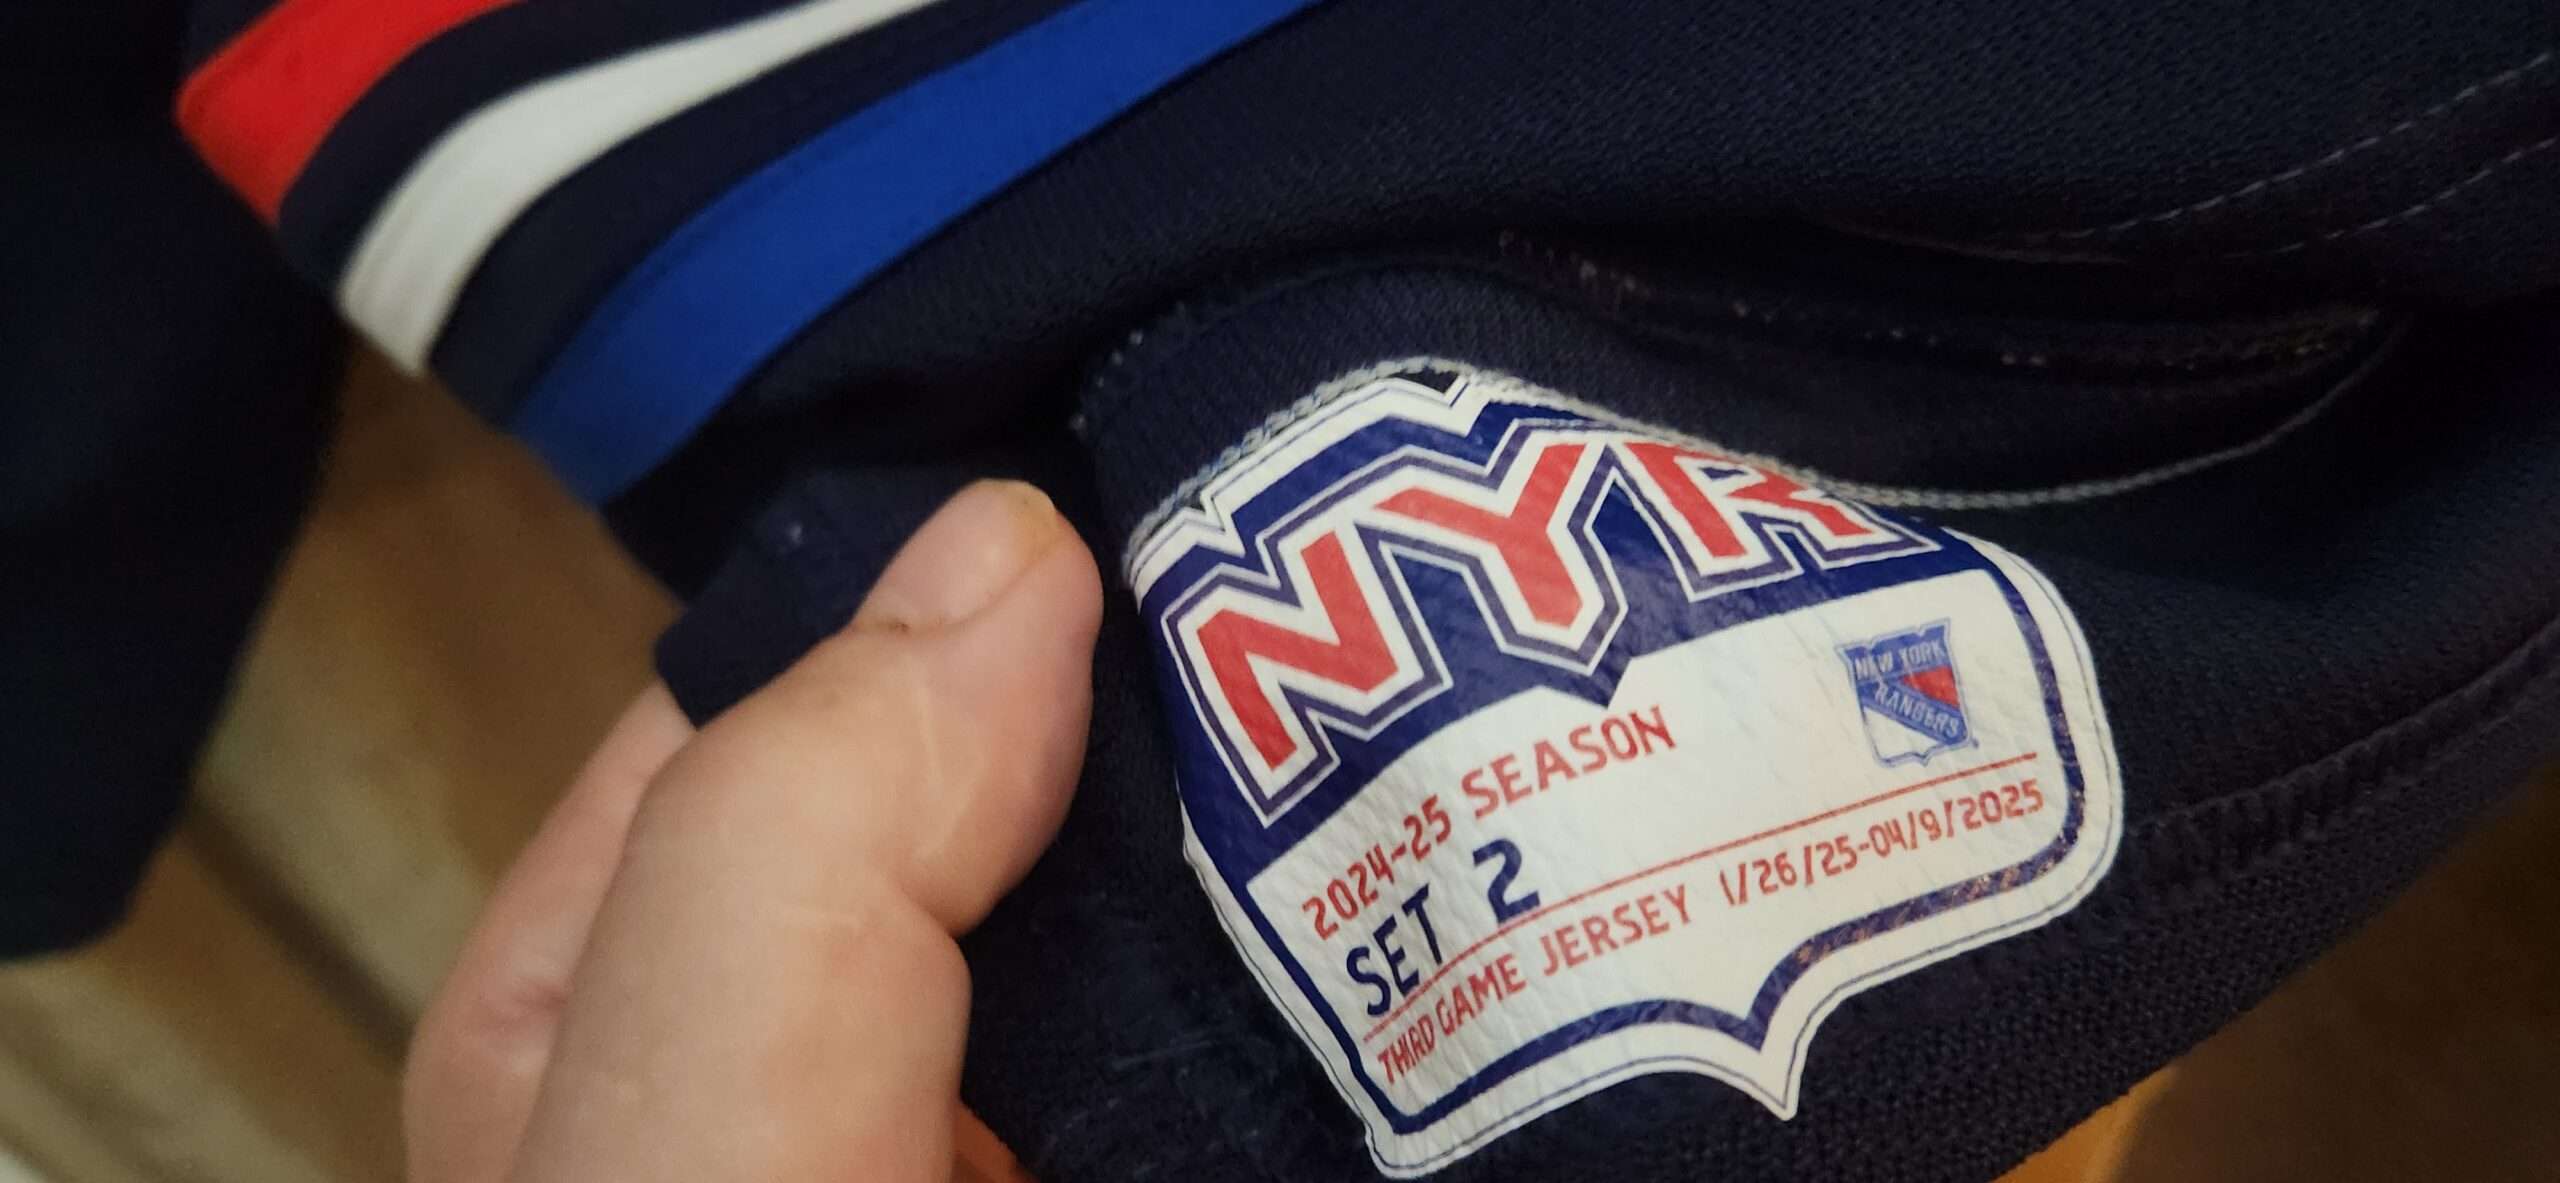 NYR
NEW YORK
RANGERS
2024-25 SEASON
SET 2
THIRD GAME JERSEY 1/26/25-04/9/2025